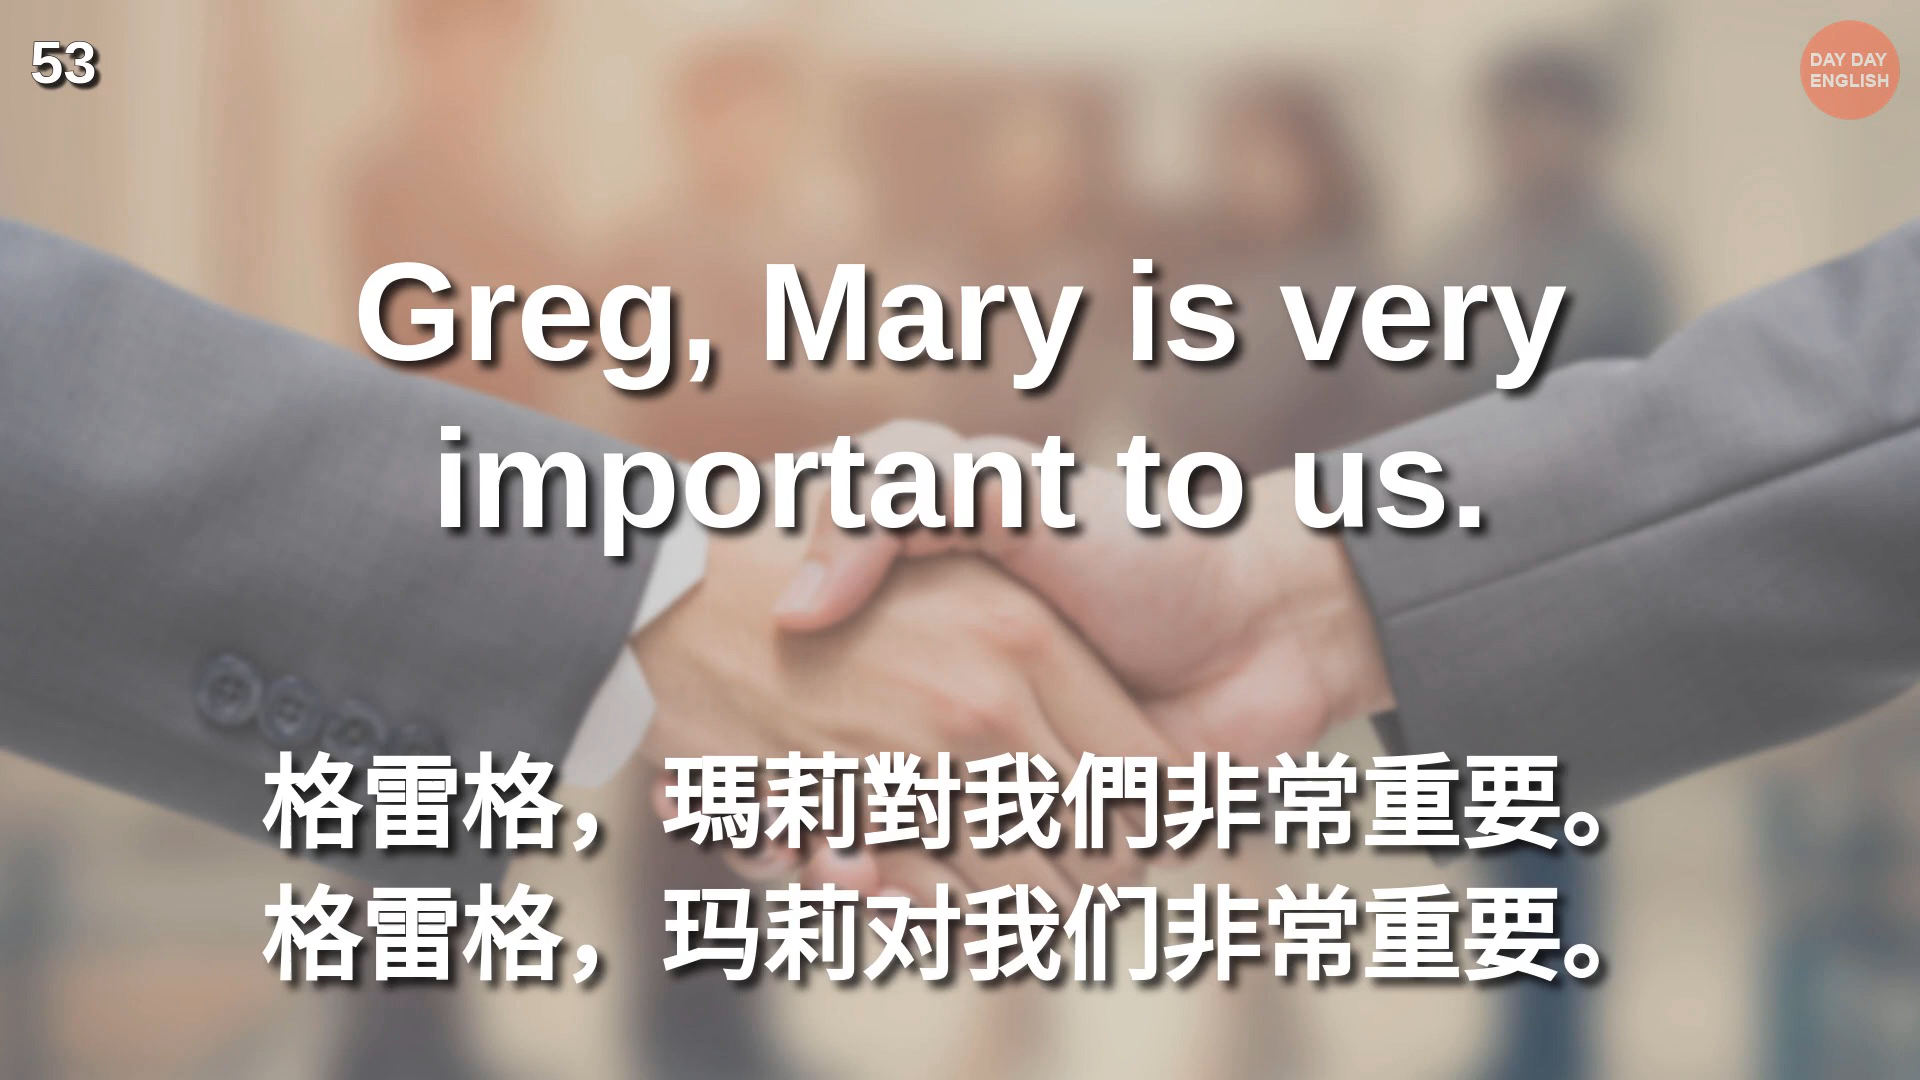 53
DAY DAY
ENGLISH
Greg, Mary is very
important to us.
格雷格，瑪莉對我們非常重要。
格雷格，玛莉对我们非常重要。